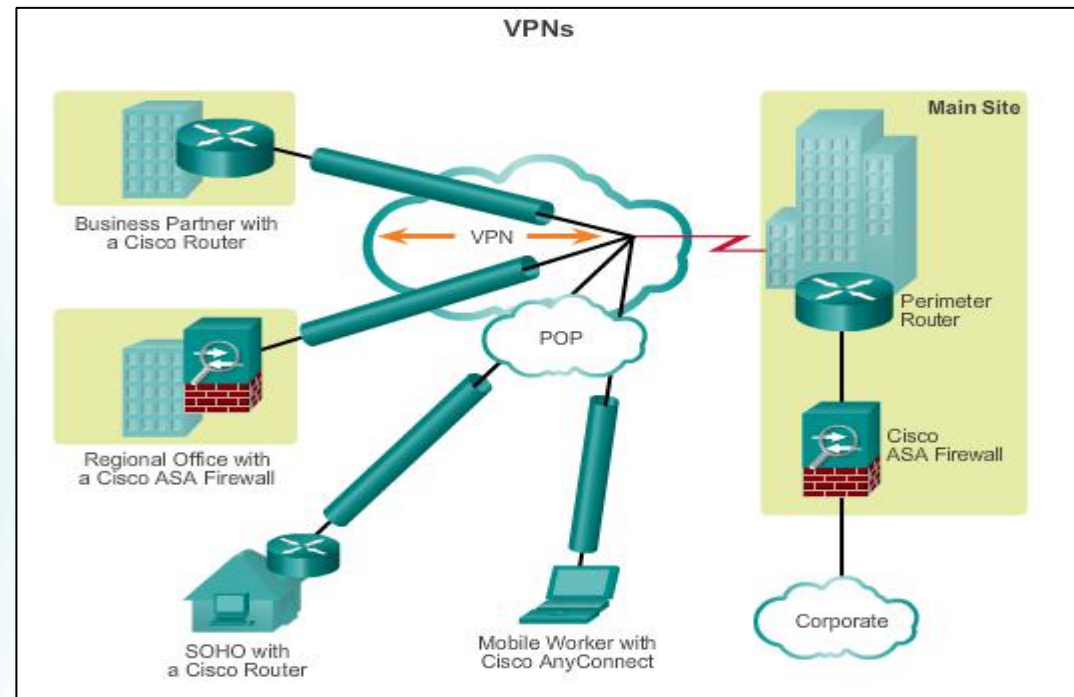 VPNs
Main Site
Business Partner with
a Cisco Router
VPN
Perimeter
Router
POP
Regional Office with
a Cisco ASA Firewall
Cisco
ASA Firewall
SOHO with
a Cisco Router
Mobile Worker with
Cisco AnyConnect
Corporate